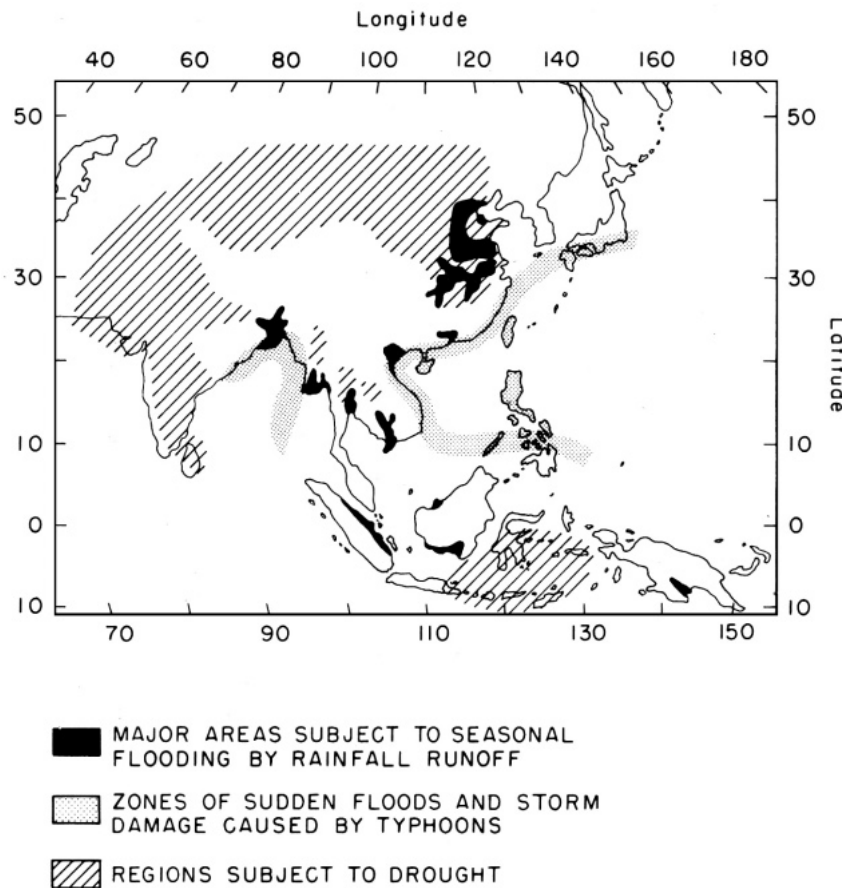 Longitude
40 50 60 80 100 120 140 160 180
50 50
30 30
Latitude
10 10
0 0
10 10
70 90 110 130 150
MAJOR AREAS SUBJECT TO SEASONAL
FLOODING BY RAINFALL RUNOFF
ZONES OF SUDDEN FLOODS AND STORM
DAMAGE CAUSED BY TYPHOONS
REGIONS SUBJECT TO DROUGHT